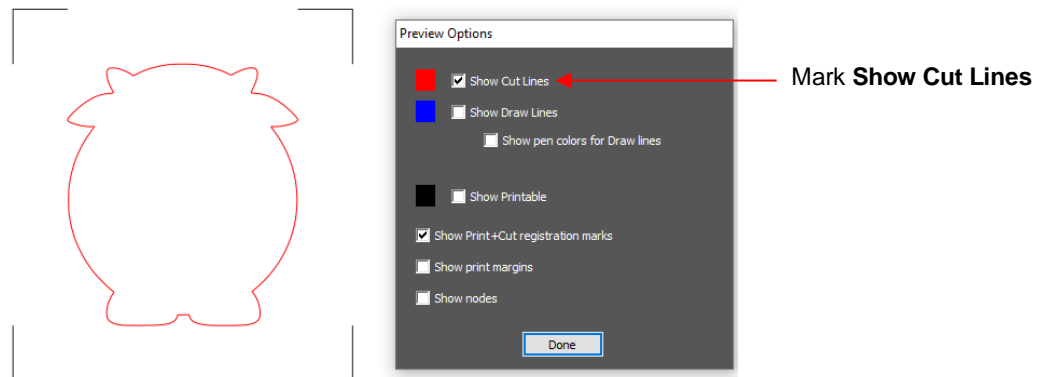 Preview Options
Show Cut Lines
Mark Show Cut Lines
Show Draw Lines
Show pen colors for Draw lines
Show Printable
Show Print+Cut registration marks
Show print margins
Show nodes
Done